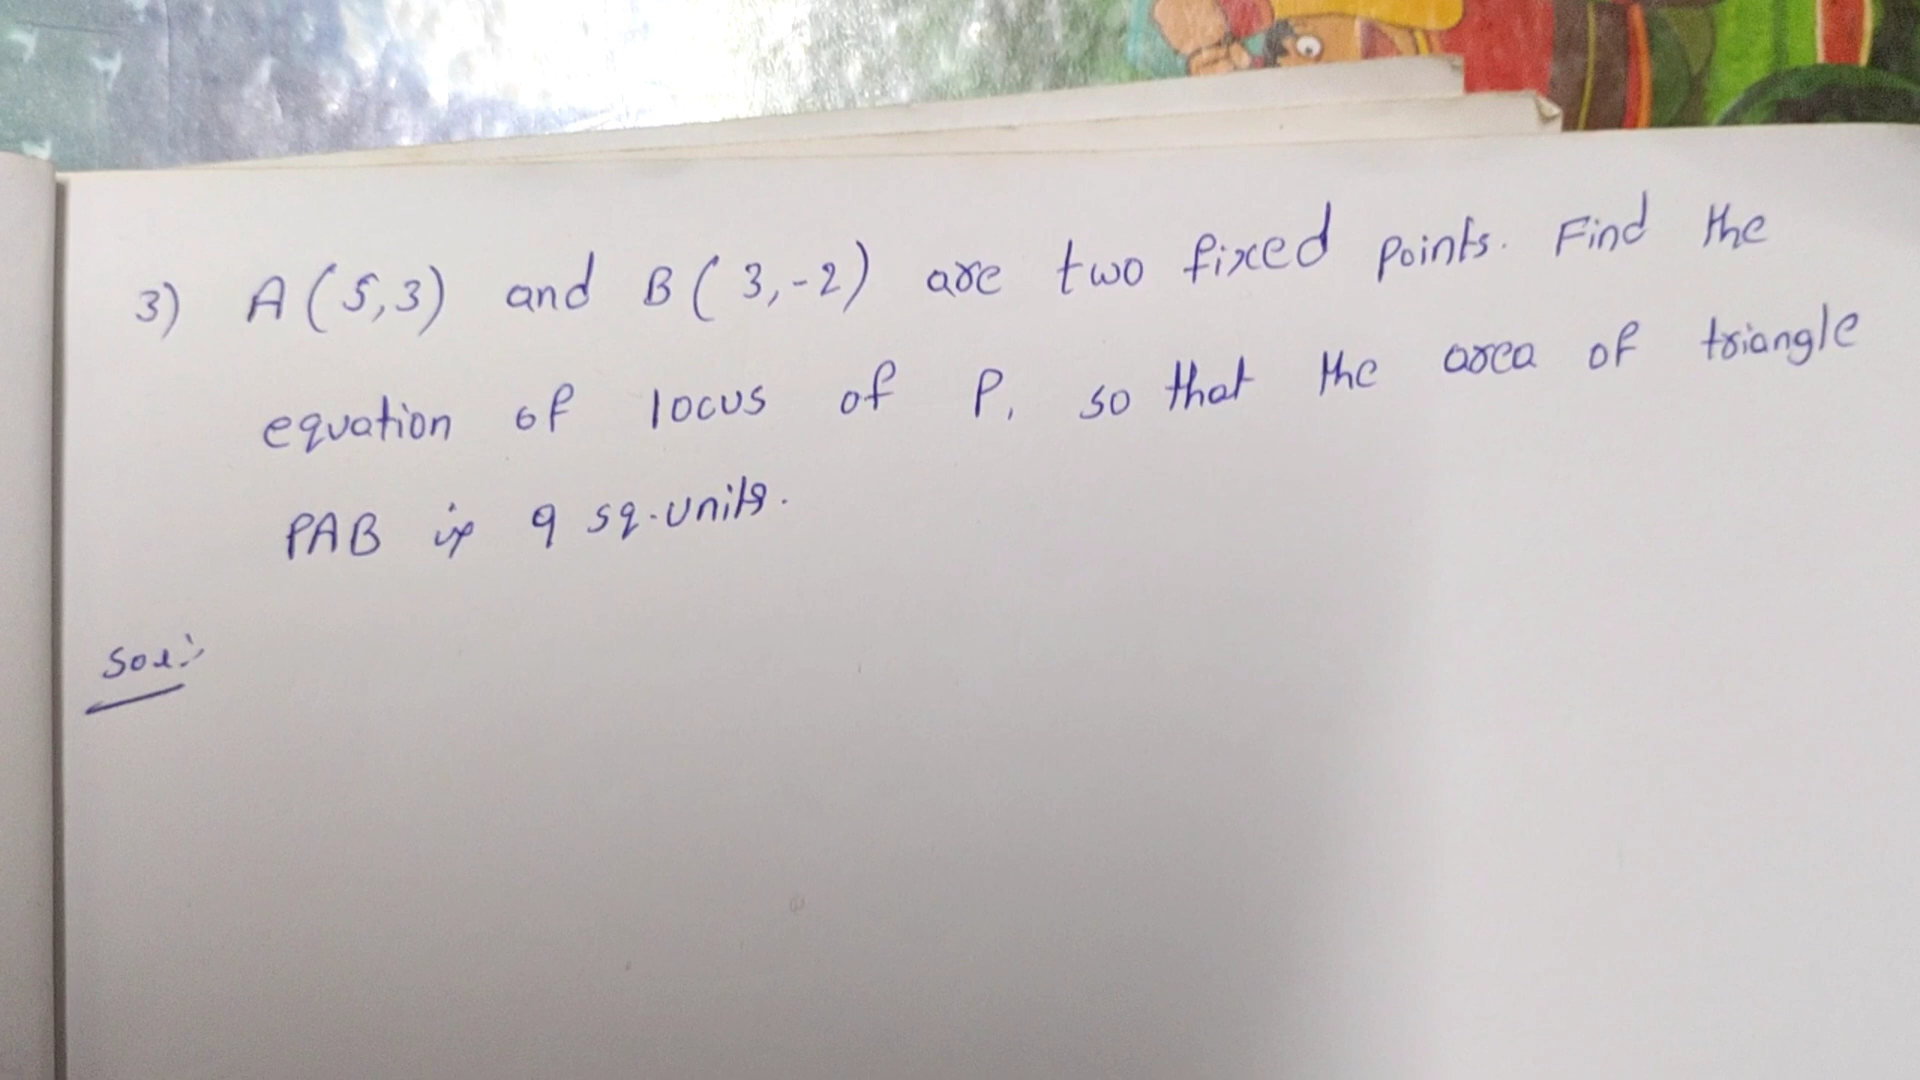 3) A (5,3) and B ( 3,-2) are two fixed points. Find the
equation of locus of P, so that the area of triangle
PAB is 9 sq.units.
Sol:-